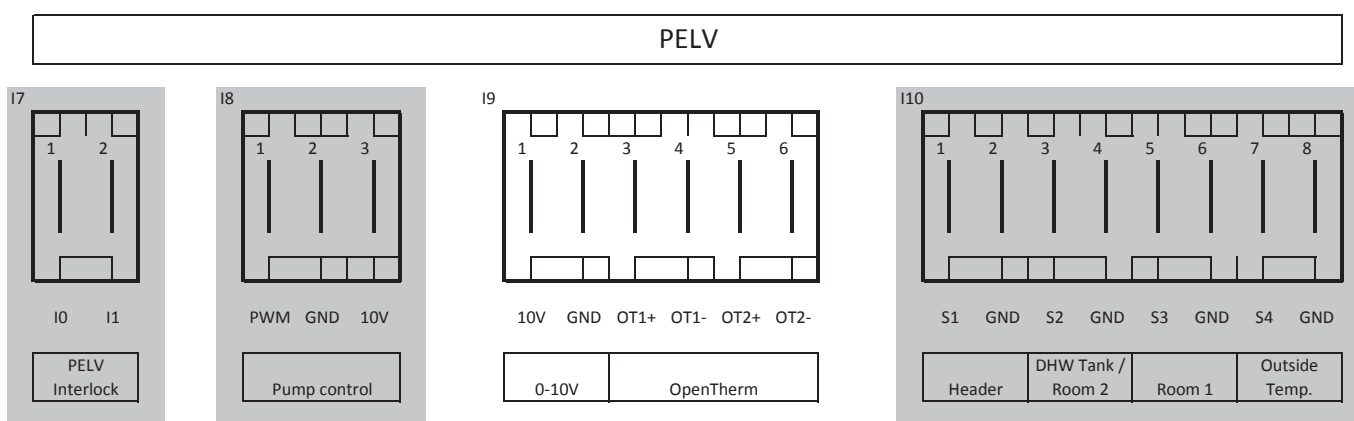 PELV
I7 I8 I9 I10
1 2 1 2 3 1 2 3 4 5 6 1 2 3 4 5 6 7 8
I0 I1 PWM GND 10V 10V GND OT1+ OT1- OT2+ OT2- S1 GND S2 GND S3 GND S4 GND
PELV
Interlock
Pump control
0-10V
OpenTherm
Header
DHW Tank /
Room 2
Room 1
Outside
Temp.